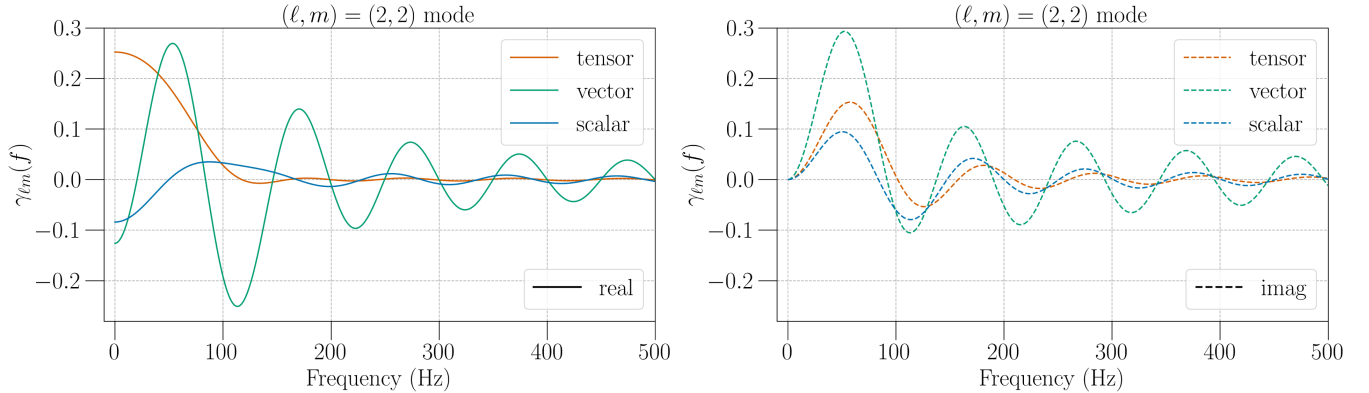 (ℓ, m) = (2, 2) mode
γℓm(f)
0.3
0.2
0.1
0.0
−0.1
−0.2
tensor
vector
scalar
real
0
100
200
300
400
500
Frequency (Hz)
(ℓ, m) = (2, 2) mode
γℓm(f)
0.3
0.2
0.1
0.0
−0.1
−0.2
tensor
vector
scalar
imag
0
100
200
300
400
500
Frequency (Hz)